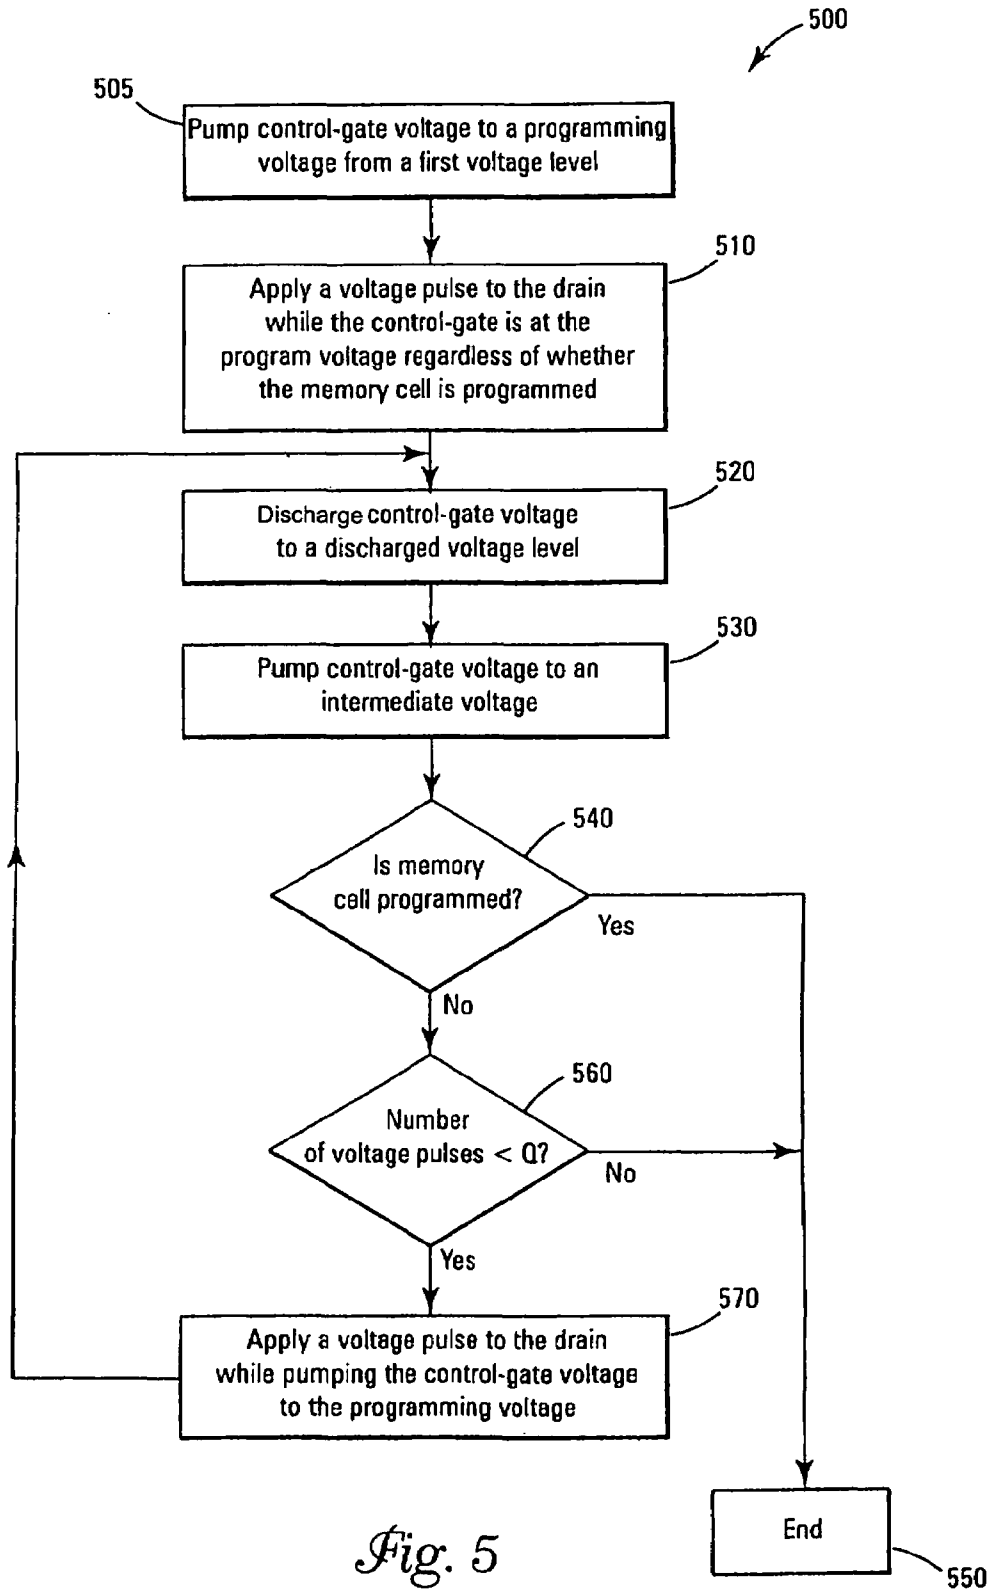 500
505
Pump control-gate voltage to a programming
voltage from a first voltage level
510
Apply a voltage pulse to the drain
while the control-gate is at the
program voltage regardless of whether
the memory cell is programmed
520
Discharge control-gate voltage
to a discharged voltage level
530
Pump control-gate voltage to an
intermediate voltage
540
Is memory
cell programmed?
Yes
No
560
Number
of voltage pulses < Q?
No
Yes
570
Apply a voltage pulse to the drain
while pumping the control-gate voltage
to the programming voltage
End
550
Fig. 5